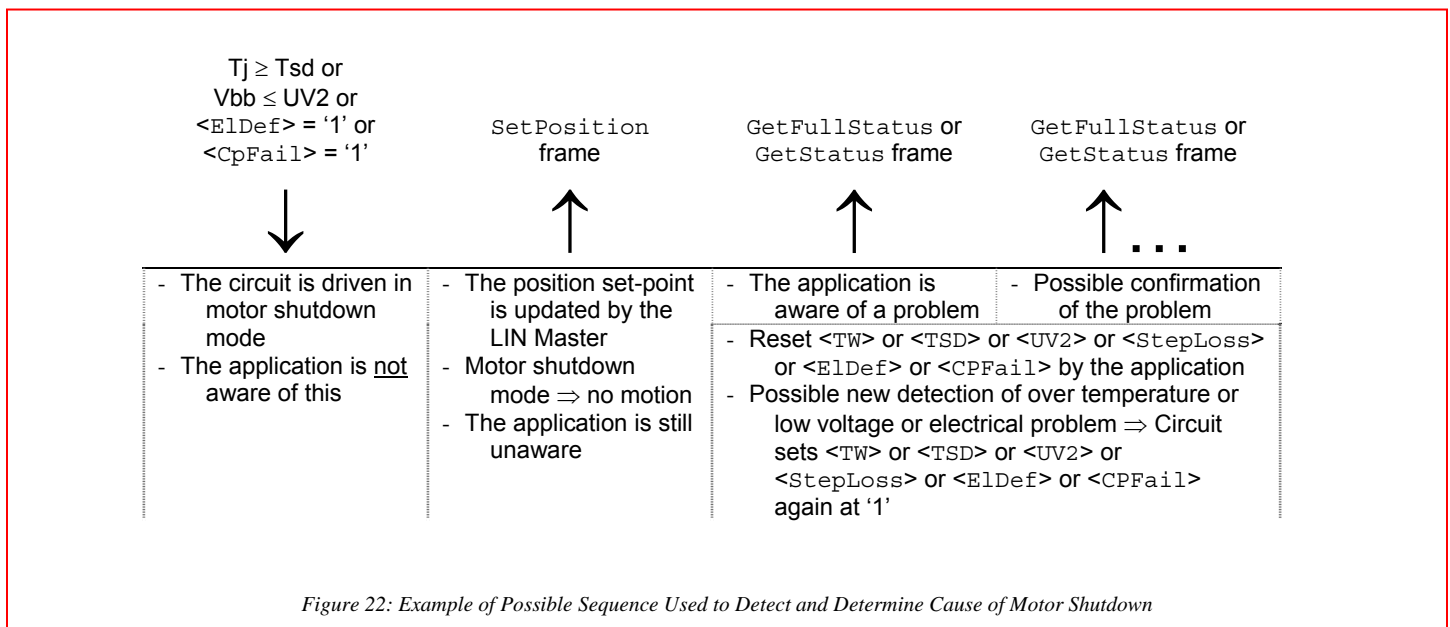 Tj ≥ Tsd or
Vbb ≤ UV2 or
<ElDef> = ‘1’ or
<CpFail> = ‘1’
SetPosition
frame
GetFullStatus or
GetStatus frame
GetFullStatus or
GetStatus frame
...
- The circuit is driven in
motor shutdown
mode
- The application is not
aware of this
- The position set-point
is updated by the
LIN Master
- Motor shutdown
mode ⇒ no motion
- The application is still
unaware
- The application is
aware of a problem
- Possible confirmation
of the problem
- Reset <TW> or <TSD> or <UV2> or <StepLoss>
or <ElDef> or <CPFail> by the application
- Possible new detection of over temperature or
low voltage or electrical problem ⇒ Circuit
sets <TW> or <TSD> or <UV2> or
<StepLoss> or <ElDef> or <CPFail>
again at ‘1’
Figure 22: Example of Possible Sequence Used to Detect and Determine Cause of Motor Shutdown